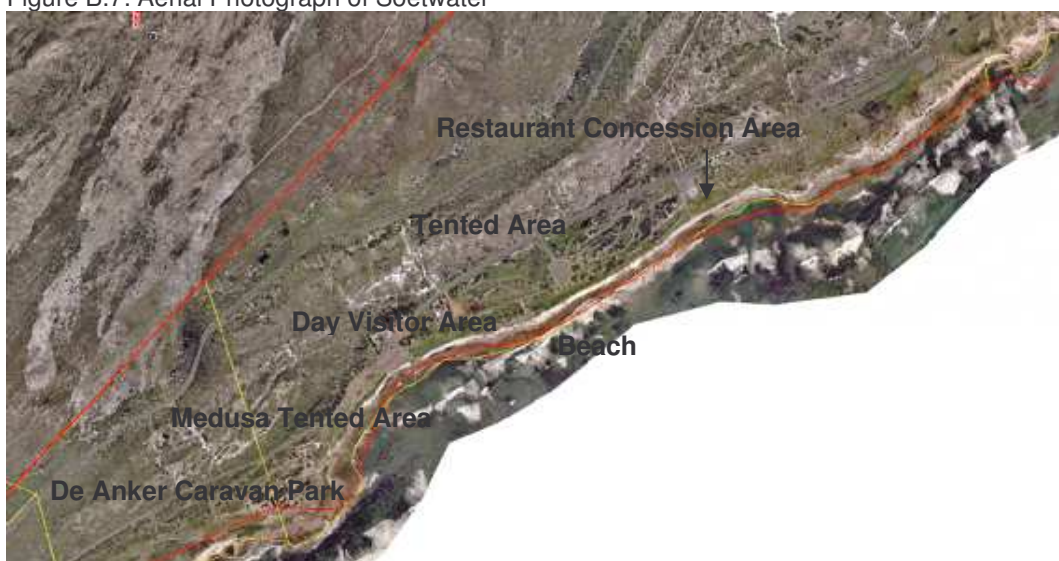 Figure B.7: Aerial Photograph of Soetwater
Restaurant Concession Area
Tented Area
Day Visitor Area
Beach
Medusa Tented Area
De Anker Caravan Park